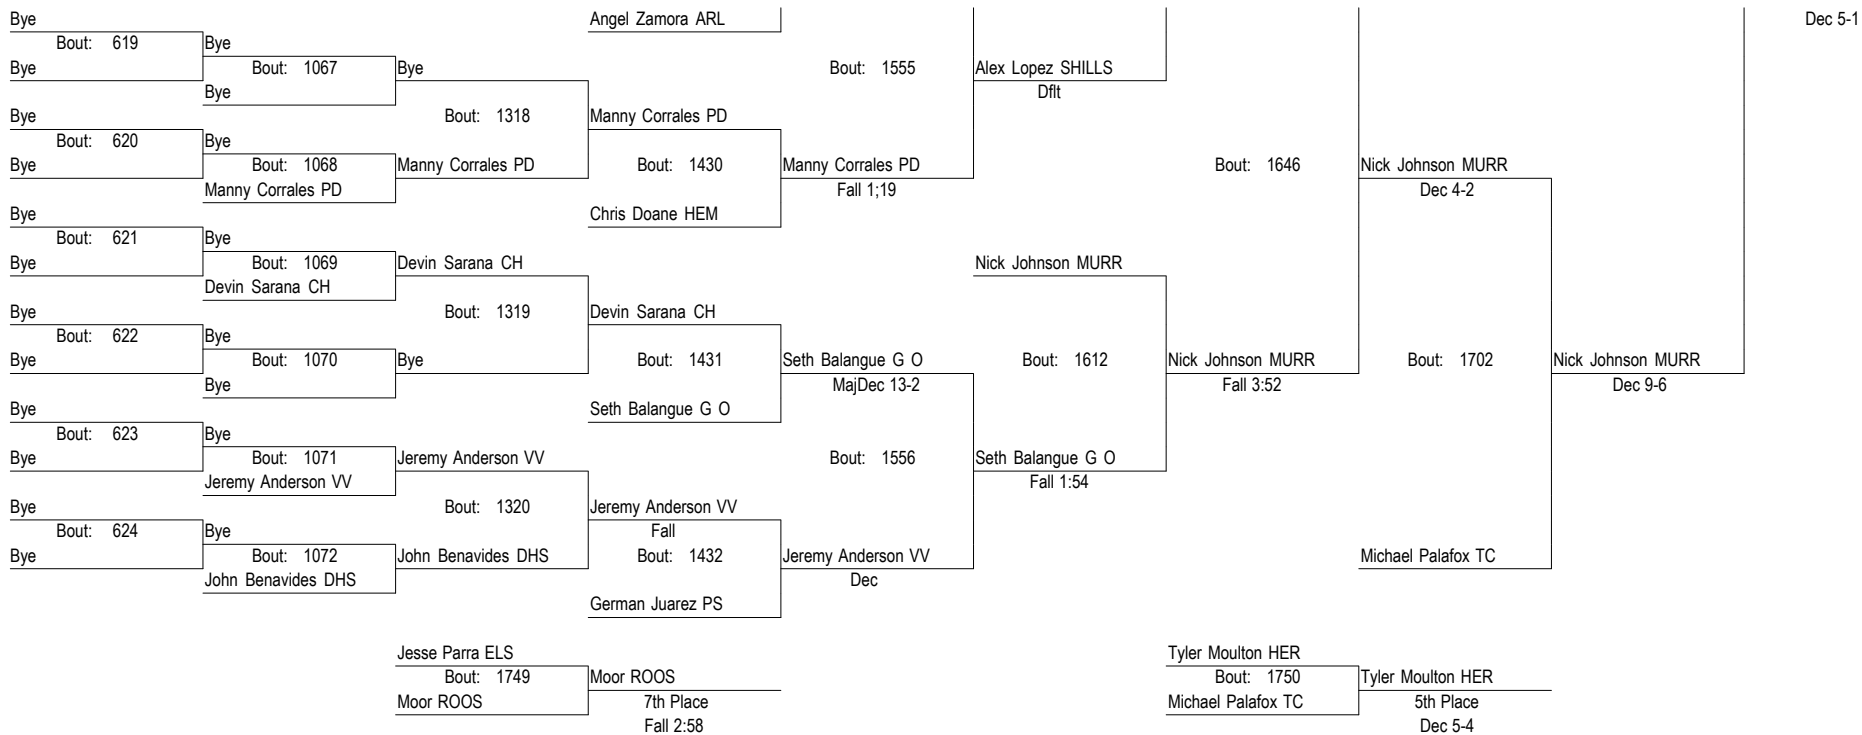 Bye Angel Zamora ARL Dec 5-1
Bout: 619 Bye
Bye Bout: 1067 Bye Bout: 1555 Alex Lopez SHILLS
Bye Dflt
Bye Bout: 1318 Manny Corrales PD
Bout: 620 Bye
Bye Bout: 1068 Manny Corrales PD Bout: 1430 Manny Corrales PD Bout: 1646 Nick Johnson MURR
Manny Corrales PD Fall 1;19 Dec 4-2
Bye Chris Doane HEM
Bout: 621 Bye
Bye Bout: 1069 Devin Sarana CH Nick Johnson MURR
Devin Sarana CH
Bye Bout: 1319 Devin Sarana CH
Bout: 622 Bye
Bye Bout: 1070 Bye Bout: 1431 Seth Balangue G O Bout: 1612 Nick Johnson MURR Bout: 1702 Nick Johnson MURR
Bye MajDec 13-2 Fall 3:52 Dec 9-6
Bye Seth Balangue G O
Bout: 623 Bye
Bye Bout: 1071 Jeremy Anderson VV Bout: 1556 Seth Balangue G O
Jeremy Anderson VV Fall 1:54
Bye Bout: 1320 Jeremy Anderson VV
Bout: 624 Bye Fall
Bye Bout: 1072 John Benavides DHS Bout: 1432 Jeremy Anderson VV Michael Palafox TC
John Benavides DHS Dec
German Juarez PS
Jesse Parra ELS Tyler Moulton HER
Bout: 1749 Moor ROOS Bout: 1750 Tyler Moulton HER
Moor ROOS 7th Place Michael Palafox TC 5th Place
Fall 2:58 Dec 5-4